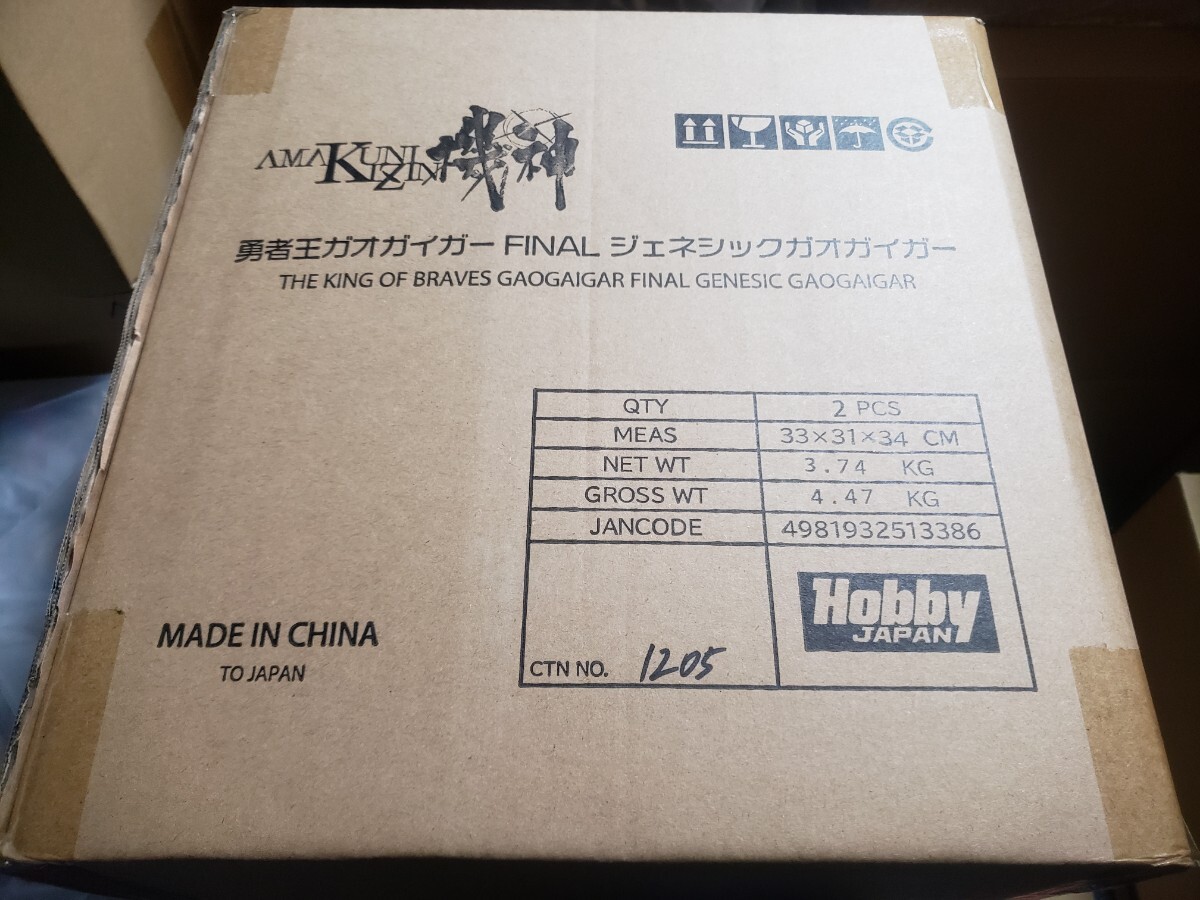 AMAKUNI KIZIN 機神
勇者王ガオガイガー FINAL ジェネシックガオガイガー
THE KING OF BRAVES GAOGAIGAR FINAL GENESIC GAOGAIGAR
QTY 2 PCS
MEAS 33×31×34 CM
NET WT 3.74 KG
GROSS WT 4.47 KG
JANCODE 4981932513386
Hobby
JAPAN
CTN NO. 1205
MADE IN CHINA
TO JAPAN